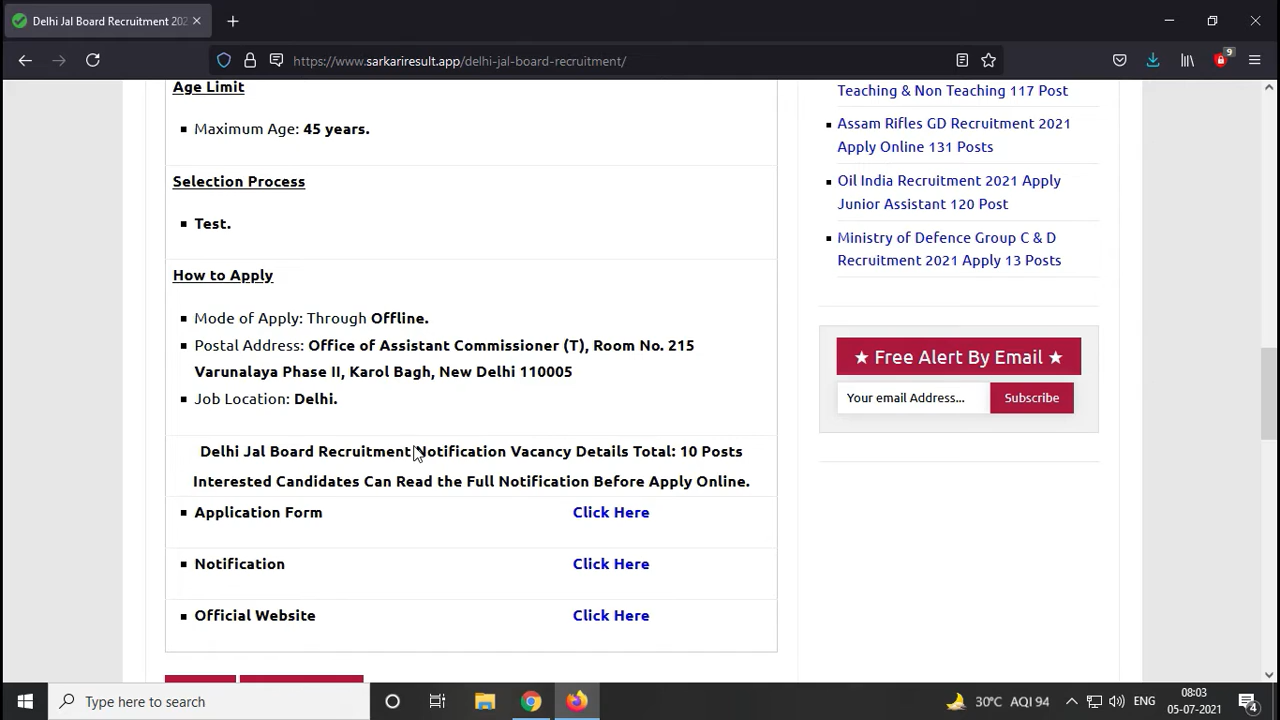 Delhi Jal Board Recruitment 202
https://www.sarkariresult.app/delhi-jal-board-recruitment/
9
Age Limit
Maximum Age: 45 years.
Selection Process
Test.
How to Apply
Mode of Apply: Through Offline.
Postal Address: Office of Assistant Commissioner (T), Room No. 215
Varunalaya Phase II, Karol Bagh, New Delhi 110005
Job Location: Delhi.
Delhi Jal Board Recruitment Notification Vacancy Details Total: 10 Posts
Interested Candidates Can Read the Full Notification Before Apply Online.
Application Form Click Here
Notification Click Here
Official Website Click Here
Teaching & Non Teaching 117 Post
Assam Rifles GD Recruitment 2021
Apply Online 131 Posts
Oil India Recruitment 2021 Apply
Junior Assistant 120 Post
Ministry of Defence Group C & D
Recruitment 2021 Apply 13 Posts
★ Free Alert By Email ★
Your email Address... Subscribe
Type here to search
30°C AQI 94
ENG
08:03
05-07-2021
4